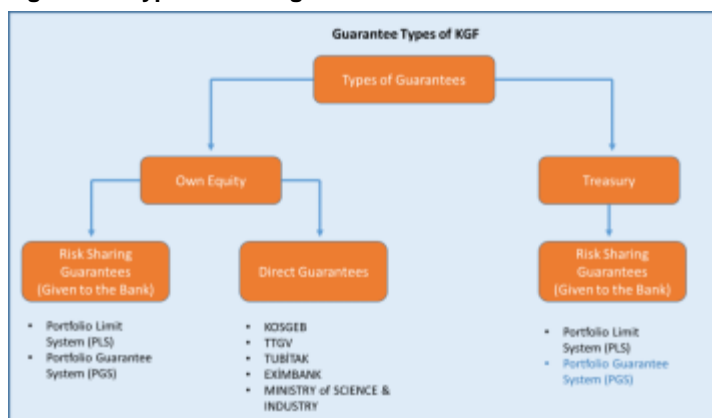 Guarantee Types of KGF
Types of Guarantees
Own Equity
Treasury
Risk Sharing
Guarantees
(Given to the Bank)
Direct Guarantees
Risk Sharing
Guarantees
(Given to the Bank)
• Portfolio Limit
System (PLS)
• Portfolio Guarantee
System (PGS)
• KOSGEB
• TTGV
• TUBİTAK
• EXİMBANK
• MINISTRY of SCIENCE &
INDUSTRY
• Portfolio Limit
System (PLS)
• Portfolio Guarantee
System (PGS)